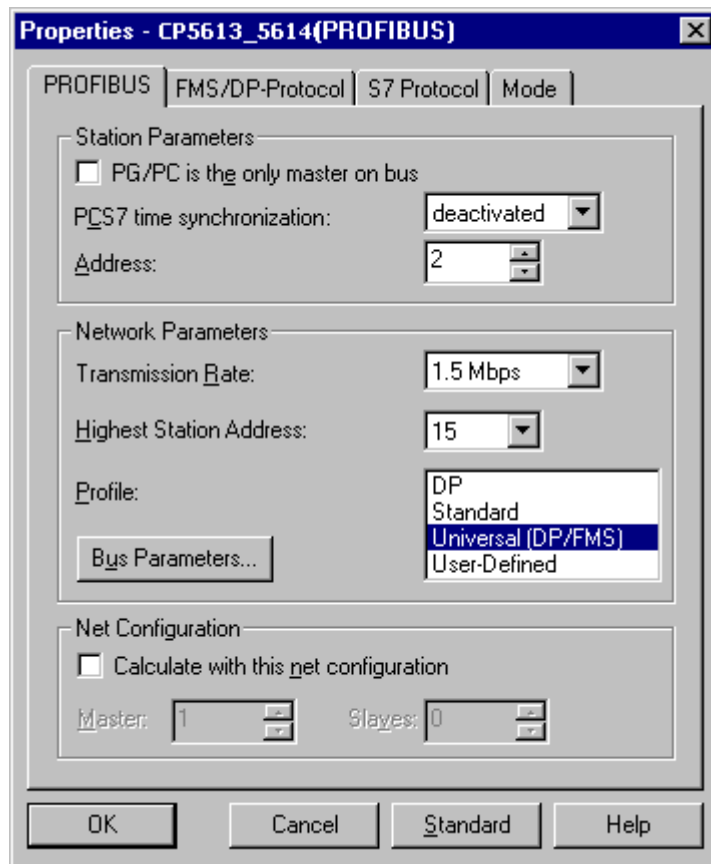 Properties - CP5613_5614(PROFIBUS)
PROFIBUS FMS/DP-Protocol S7 Protocol Mode
Station Parameters
PG/PC is the only master on bus
PCS7 time synchronization: deactivated
Address: 2
Network Parameters
Transmission Rate: 1.5 Mbps
Highest Station Address: 15
Profile: DP
Standard
Universal (DP/FMS)
User-Defined
Bus Parameters...
Net Configuration
Calculate with this net configuration
Master: 1 Slaves: 0
OK Cancel Standard Help